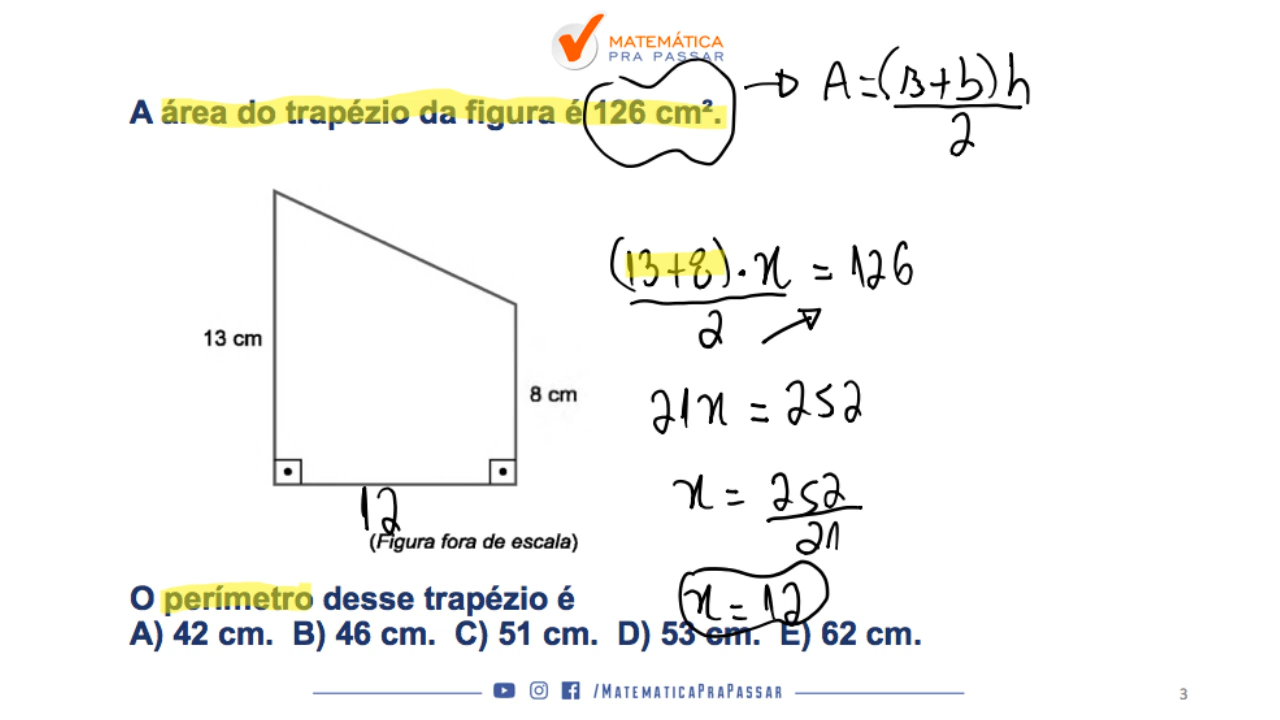 MATEMÁTICA
PRA PASSAR
A área do trapézio da figura é 126 cm².
A = (B+b)h
2
(13+8).x = 126
2
13 cm
8 cm
21x = 252
x = 252
21
12
(Figura fora de escala)
x = 12
O perímetro desse trapézio é
A) 42 cm. B) 46 cm. C) 51 cm. D) 53 cm. E) 62 cm.
/MATEMATICAPRAPASSAR
3